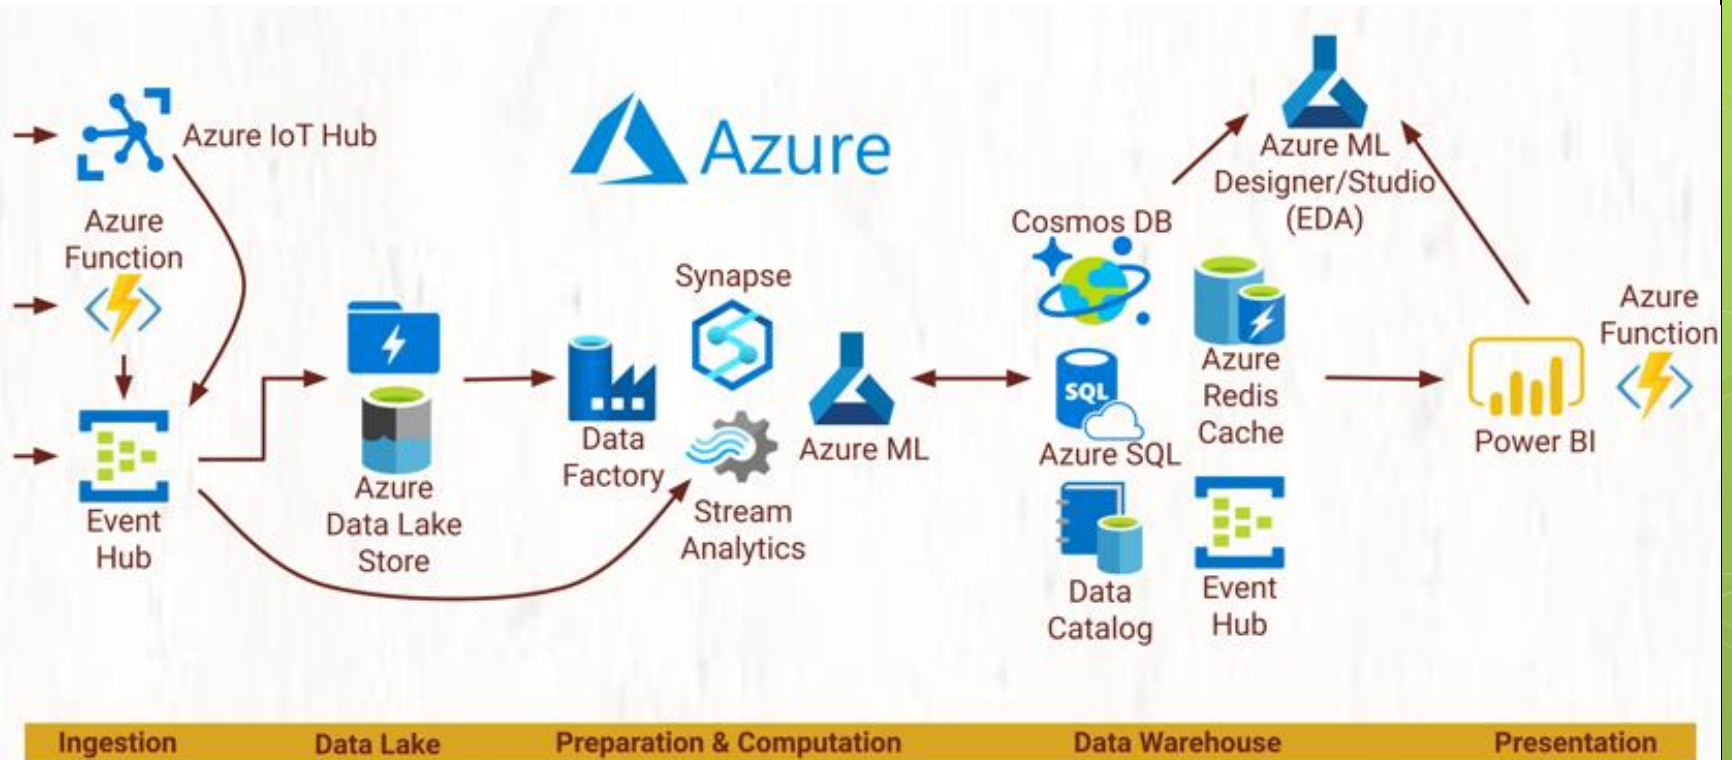 Azure IoT Hub
Azure
Function
Event
Hub
Azure
Data Lake
Store
Azure
Data
Factory
Synapse
Stream
Analytics
Azure ML
Cosmos DB
SQL
Azure SQL
Data
Catalog
Azure
Redis
Cache
Event
Hub
Azure ML
Designer/Studio
(EDA)
Power BI
Azure
Function
Ingestion
Data Lake
Preparation & Computation
Data Warehouse
Presentation